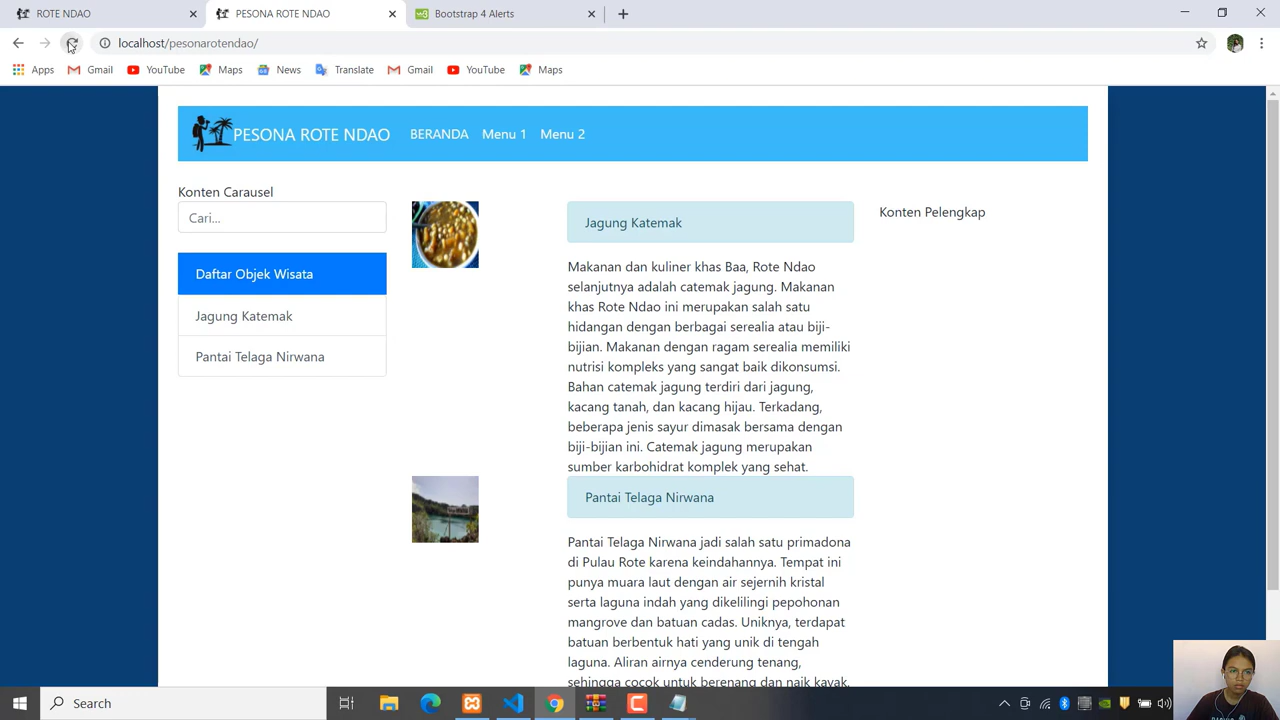 ROTE NDAO
PESONA ROTE NDAO
Bootstrap 4 Alerts
localhost/pesonarotendao/
Apps
Gmail
YouTube
Maps
News
Translate
Gmail
YouTube
Maps
PESONA ROTE NDAO
BERANDA
Menu 1
Menu 2
Konten Carausel
Cari...
Daftar Objek Wisata
Jagung Katemak
Pantai Telaga Nirwana
Jagung Katemak
Makanan dan kuliner khas Baa, Rote Ndao
selanjutnya adalah catemak jagung. Makanan
khas Rote Ndao ini merupakan salah satu
hidangan dengan berbagai serealia atau biji-
bijian. Makanan dengan ragam serealia memiliki
nutrisi kompleks yang sangat baik dikonsumsi.
Bahan catemak jagung terdiri dari jagung,
kacang tanah, dan kacang hijau. Terkadang,
beberapa jenis sayur dimasak bersama dengan
biji-bijian ini. Catemak jagung merupakan
sumber karbohidrat komplek yang sehat.
Pantai Telaga Nirwana
Pantai Telaga Nirwana jadi salah satu primadona
di Pulau Rote karena keindahannya. Tempat ini
punya muara laut dengan air sejernih kristal
serta laguna indah yang dikelilingi pepohonan
mangrove dan batuan cadas. Uniknya, terdapat
batuan berbentuk hati yang unik di tengah
laguna. Aliran airnya cenderung tenang,
sehingga cocok untuk berenang dan naik kayak.
Konten Pelengkap
Search